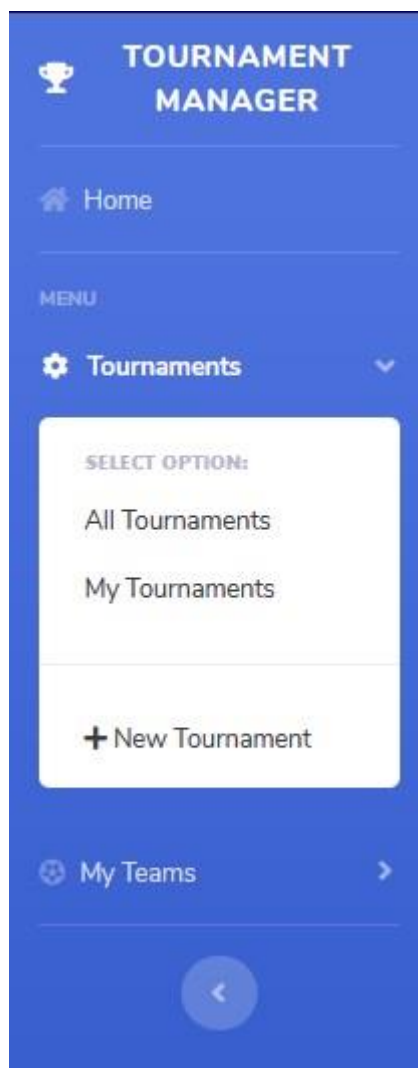 TOURNAMENT
MANAGER
Home
MENU
Tournaments
SELECT OPTION:
All Tournaments
My Tournaments
New Tournament
My Teams